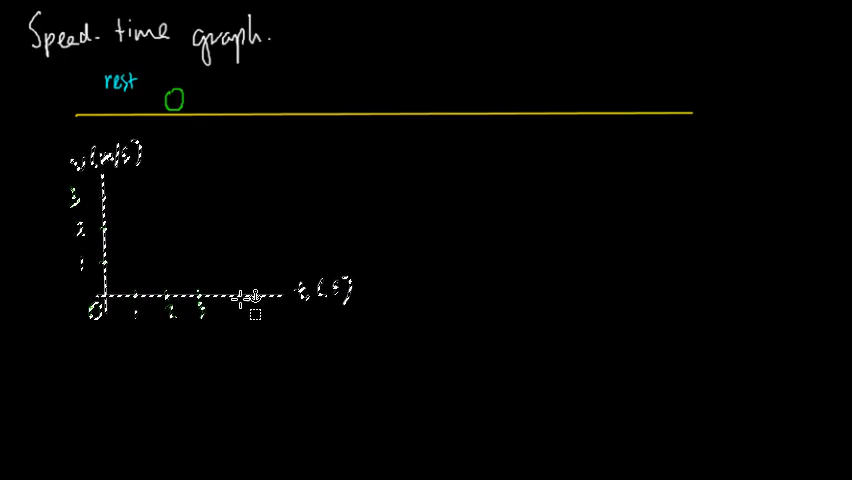 Speed-time graph.
rest
v(m/s)
3
2
1
t(s)
0 1 2 3